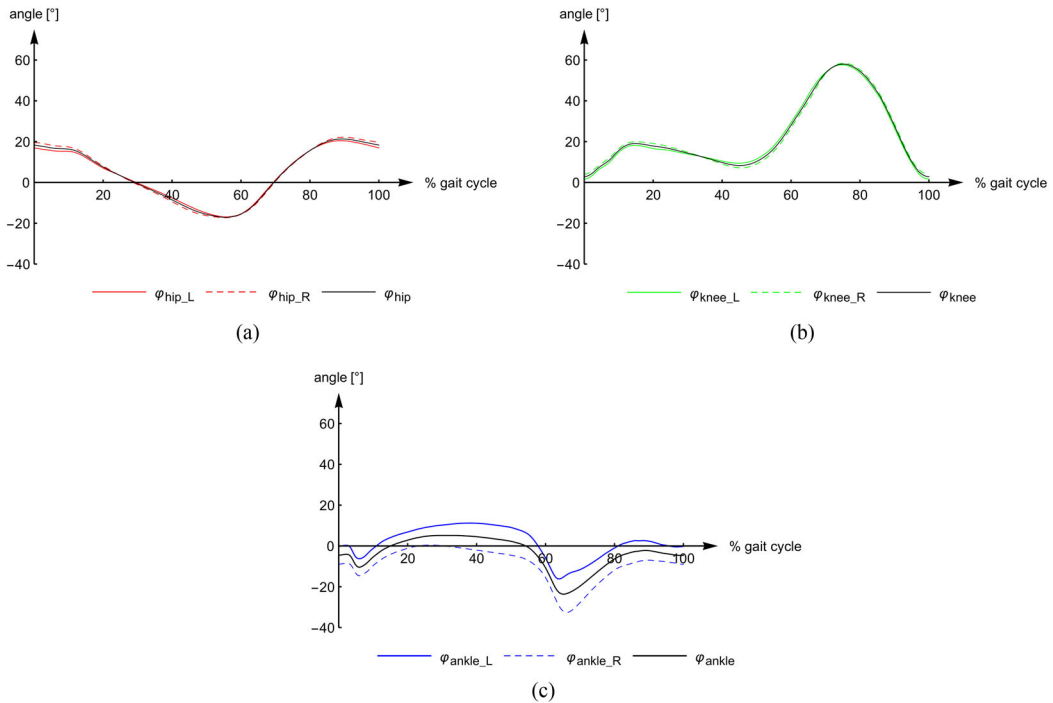 angle [°]
60
40
20
0
−20
−40
20 40 60 80 100
% gait cycle
φhip_L φhip_R φhip
(a)
angle [°]
60
40
20
0
−20
−40
20 40 60 80 100
% gait cycle
φknee_L φknee_R φknee
(b)
angle [°]
60
40
20
0
−20
−40
20 40 60 80 100
% gait cycle
φankle_L φankle_R φankle
(c)